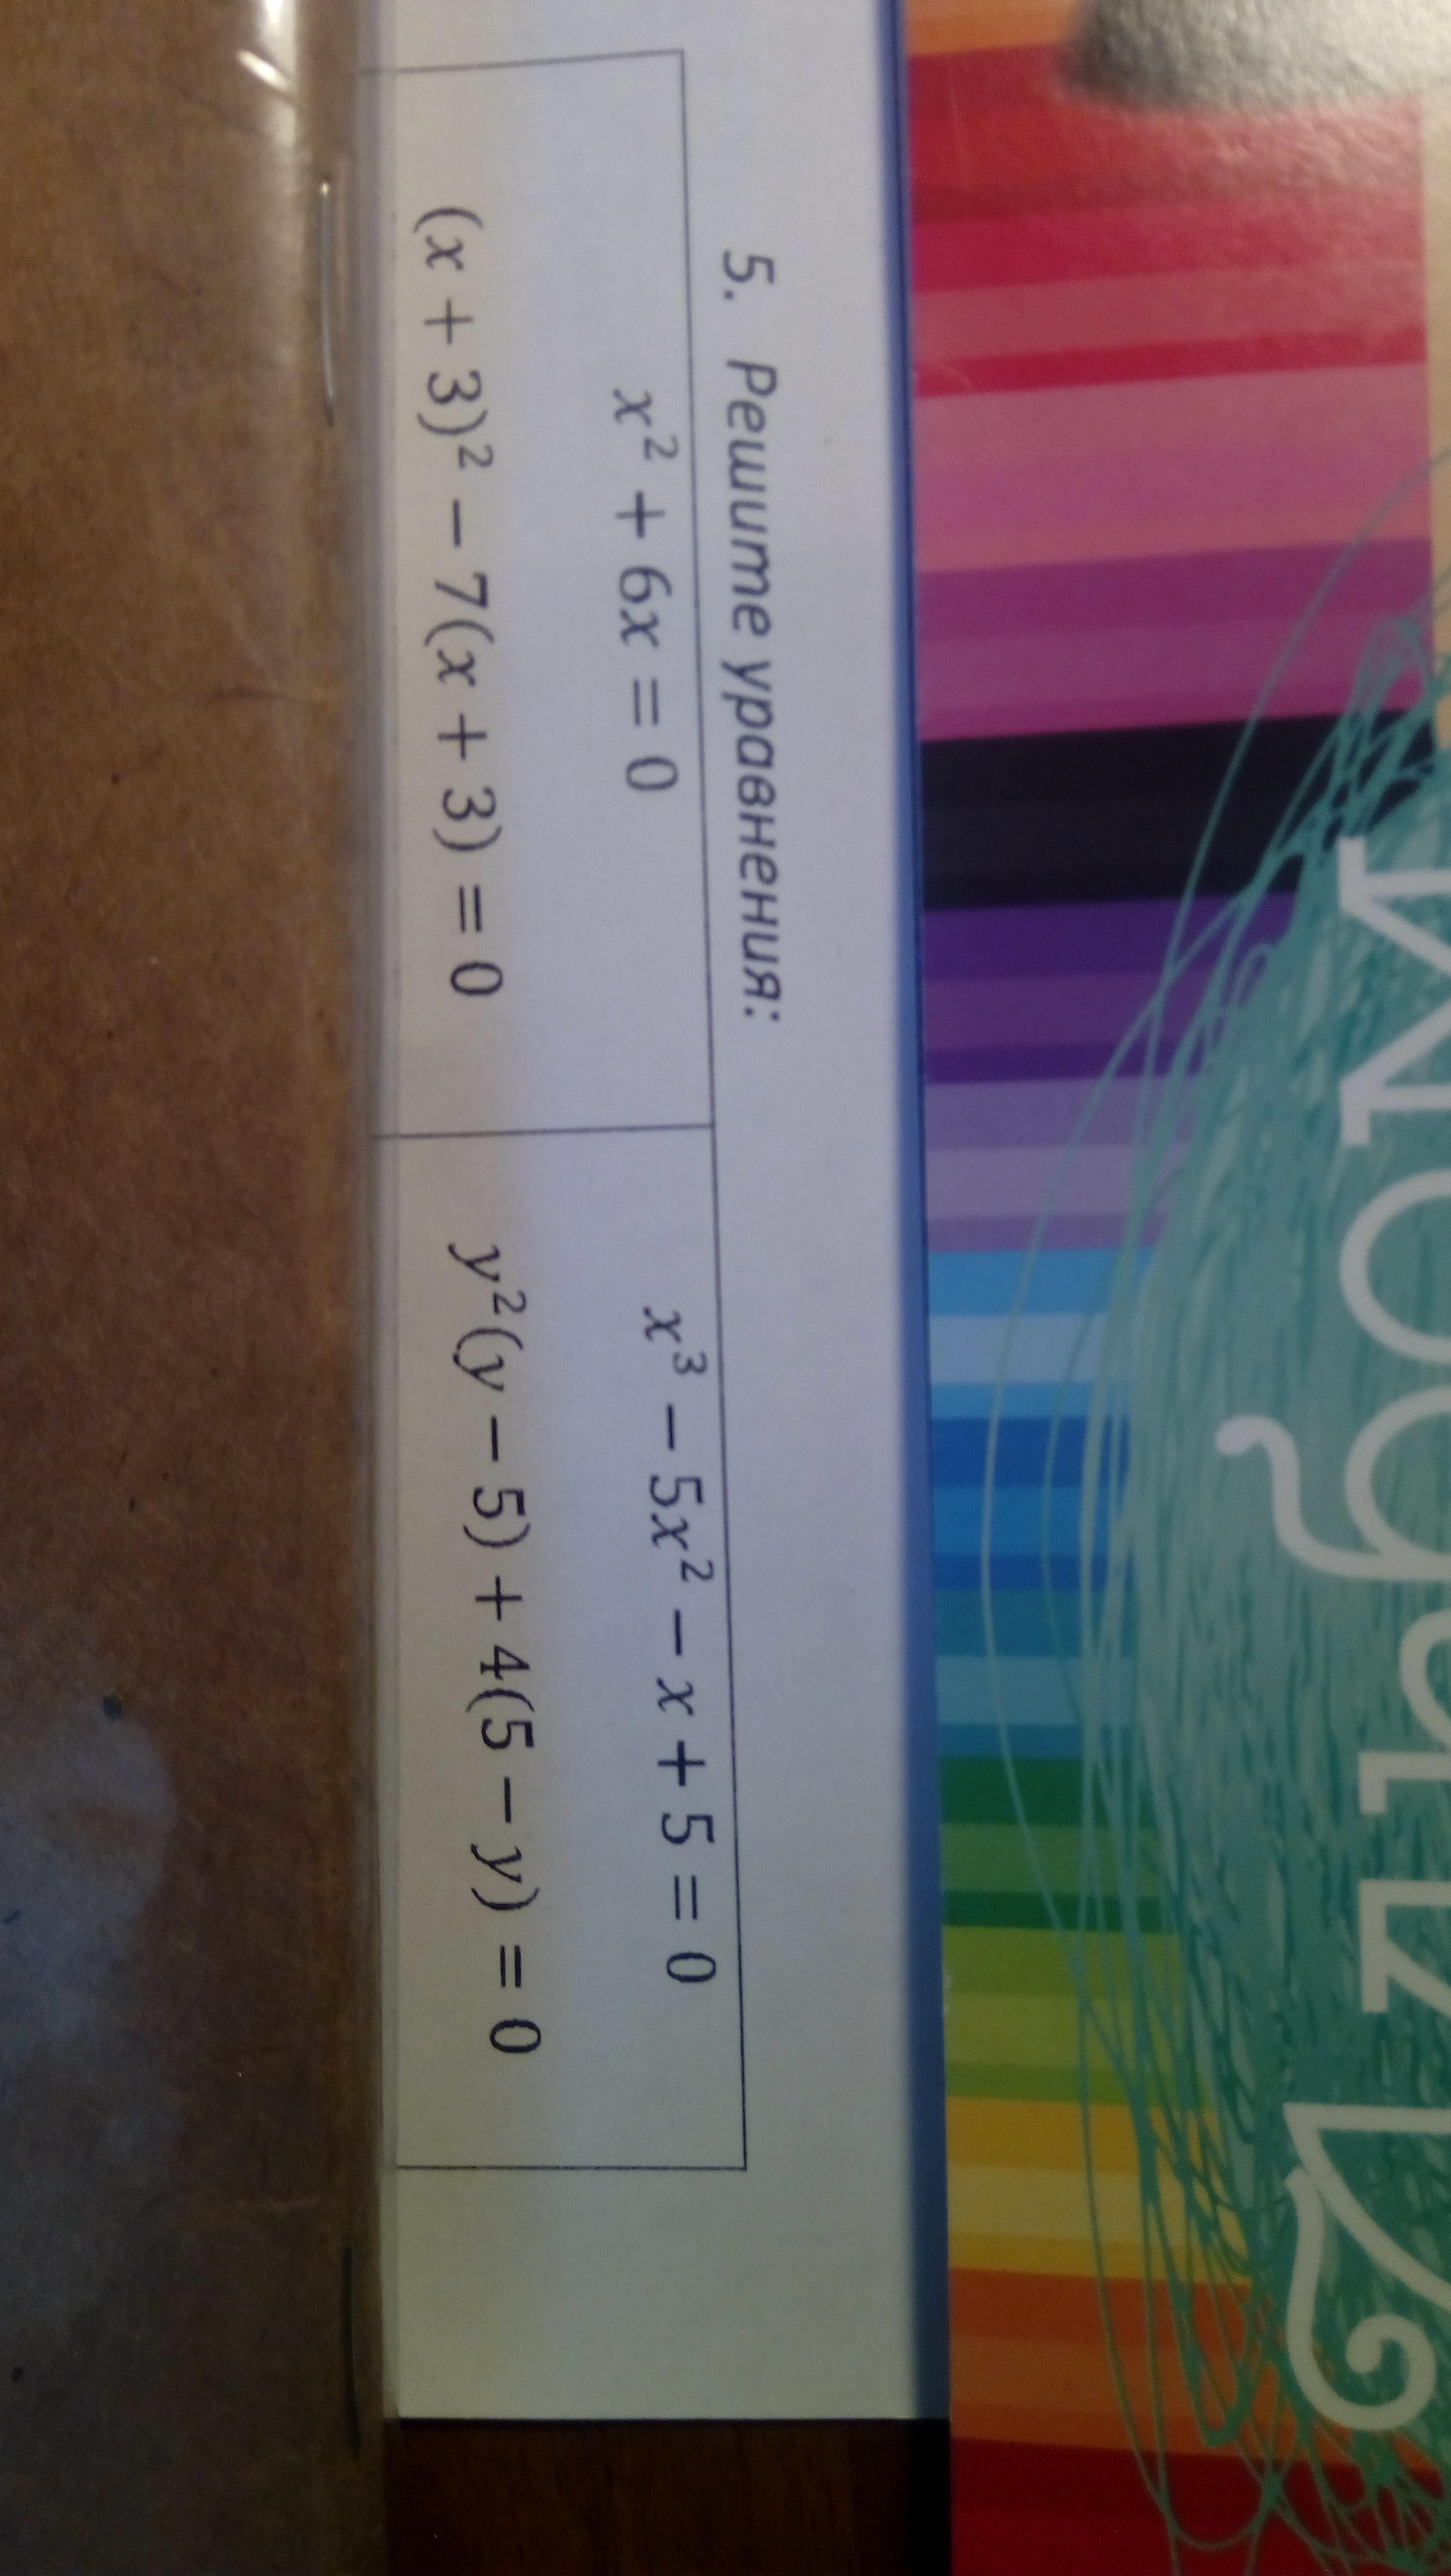 5. Решите уравнения:
x² + 6x = 0
x³ − 5x² − x + 5 = 0
(x + 3)² − 7(x + 3) = 0
y²(y − 5) + 4(5 − y) = 0